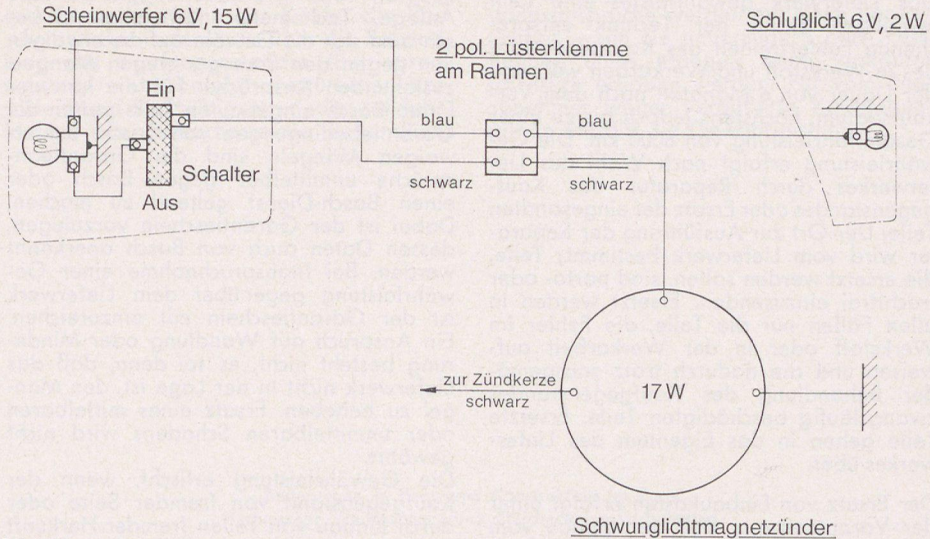 Scheinwerfer 6 V, 15 W
Schlußlicht 6 V, 2 W
2 pol. Lüsterklemme
am Rahmen
Ein
blau
blau
Schalter
schwarz
schwarz
Aus
zur Zündkerze
schwarz
17 W
Schwunglichtmagnetzünder